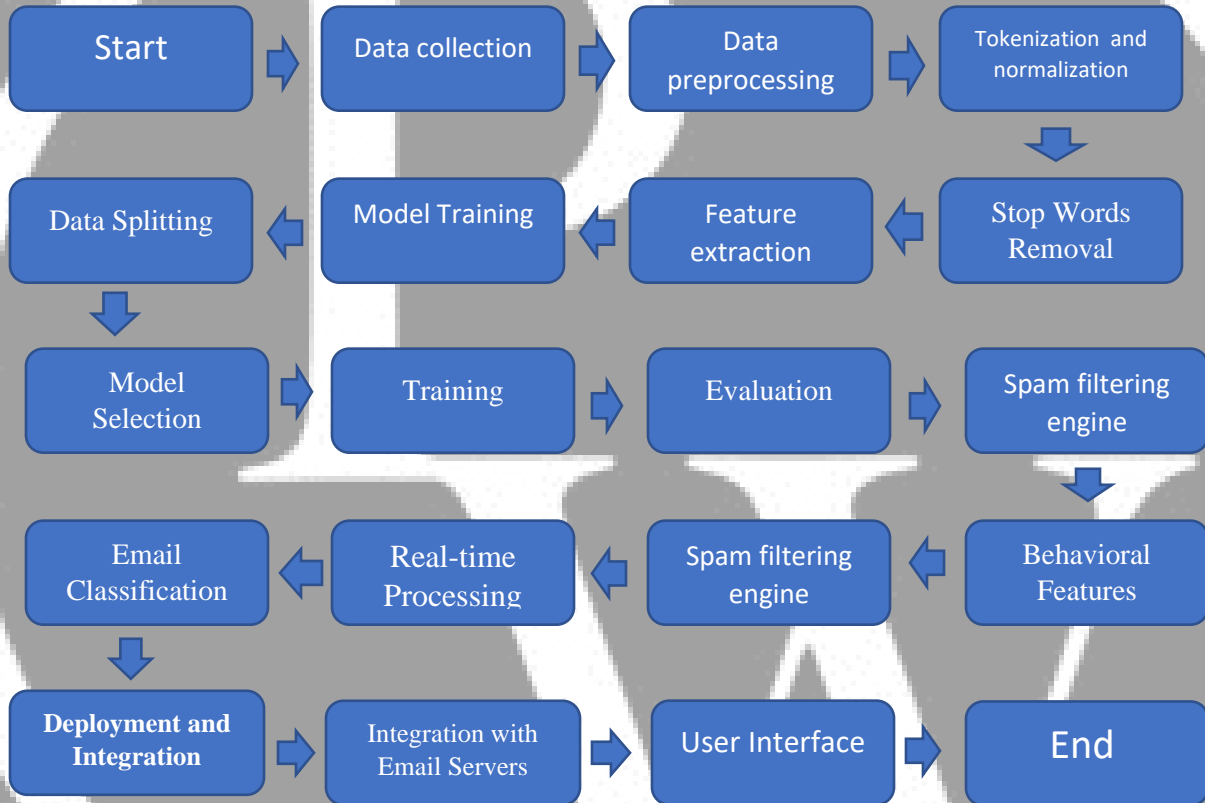 Start
Data collection
Data
preprocessing
Tokenization and
normalization
Stop Words
Removal
Feature
extraction
Model Training
Data Splitting
Model
Selection
Training
Evaluation
Spam filtering
engine
Behavioral
Features
Spam filtering
engine
Real-time
Processing
Email
Classification
Deployment and
Integration
Integration with
Email Servers
User Interface
End